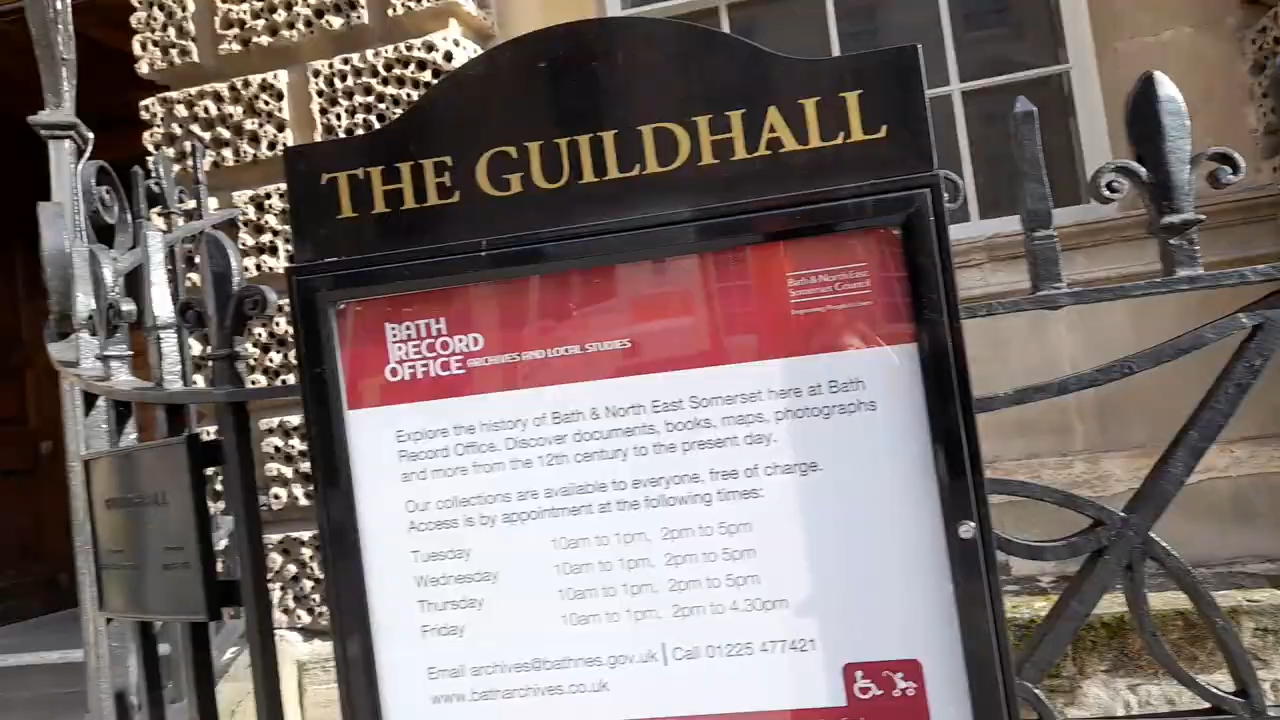 THE GUILDHALL
BATH
RECORD
OFFICE ARCHIVES AND LOCAL STUDIES
Bath & North East
Somerset Council
Explore the history of Bath & North East Somerset here at Bath
Record Office. Discover documents, books, maps, photographs
and more from the 12th century to the present day.
Our collections are available to everyone, free of charge.
Access is by appointment at the following times:
Tuesday 10am to 1pm, 2pm to 5pm
Wednesday 10am to 1pm, 2pm to 5pm
Thursday 10am to 1pm, 2pm to 5pm
Friday 10am to 1pm, 2pm to 4.30pm
Email archives@bathnes.gov.uk | Call 01225 477421
www.batharchives.co.uk
GUILDHALL